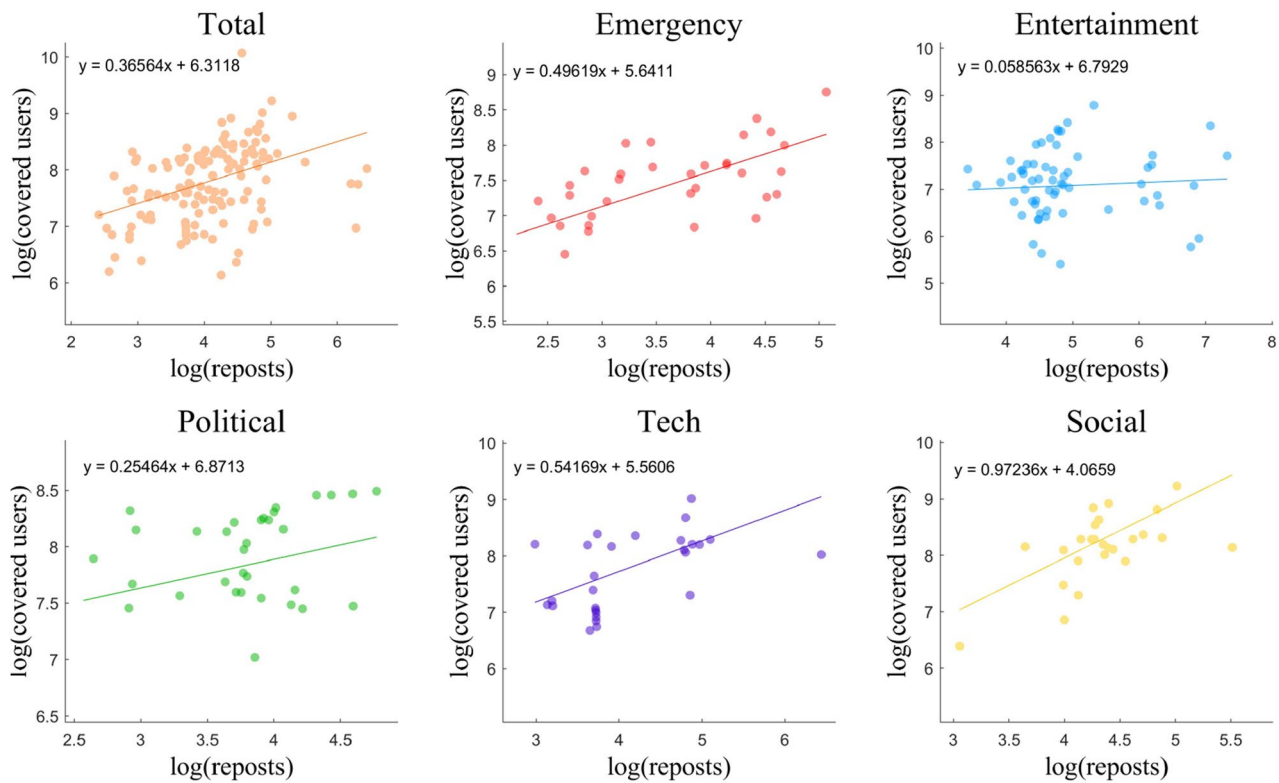 Total
y = 0.36564x + 6.3118
log(covered users)
10
9
8
7
6
2
3
4
5
6
log(reposts)
Emergency
y = 0.49619x + 5.6411
log(covered users)
9
8.5
8
7.5
7
6.5
6
5.5
2.5
3
3.5
4
4.5
5
log(reposts)
Entertainment
y = 0.058563x + 6.7929
log(covered users)
10
9
8
7
6
5
4
5
6
7
8
log(reposts)
Political
y = 0.25464x + 6.8713
log(covered users)
8.5
8
7.5
7
6.5
2.5
3
3.5
4
4.5
log(reposts)
Tech
y = 0.54169x + 5.5606
log(covered users)
10
9
8
7
6
3
4
5
6
log(reposts)
Social
y = 0.97236x + 4.0659
log(covered users)
10
9
8
7
6
3
3.5
4
4.5
5
5.5
log(reposts)